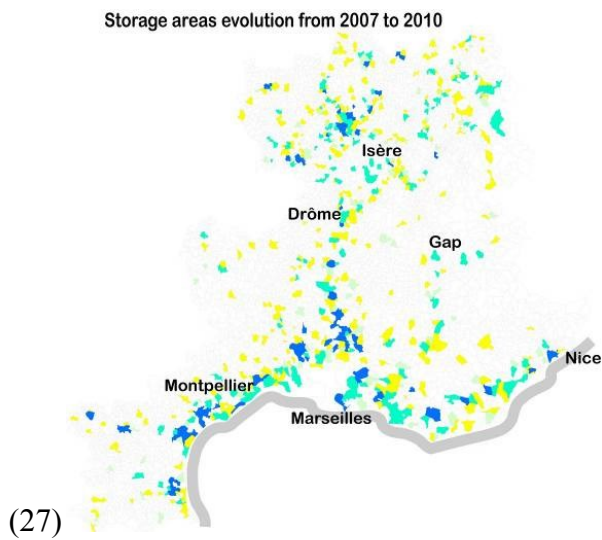 Storage areas evolution from 2007 to 2010
Isère
Drôme
Gap
Nice
Montpellier
Marseilles
(27)